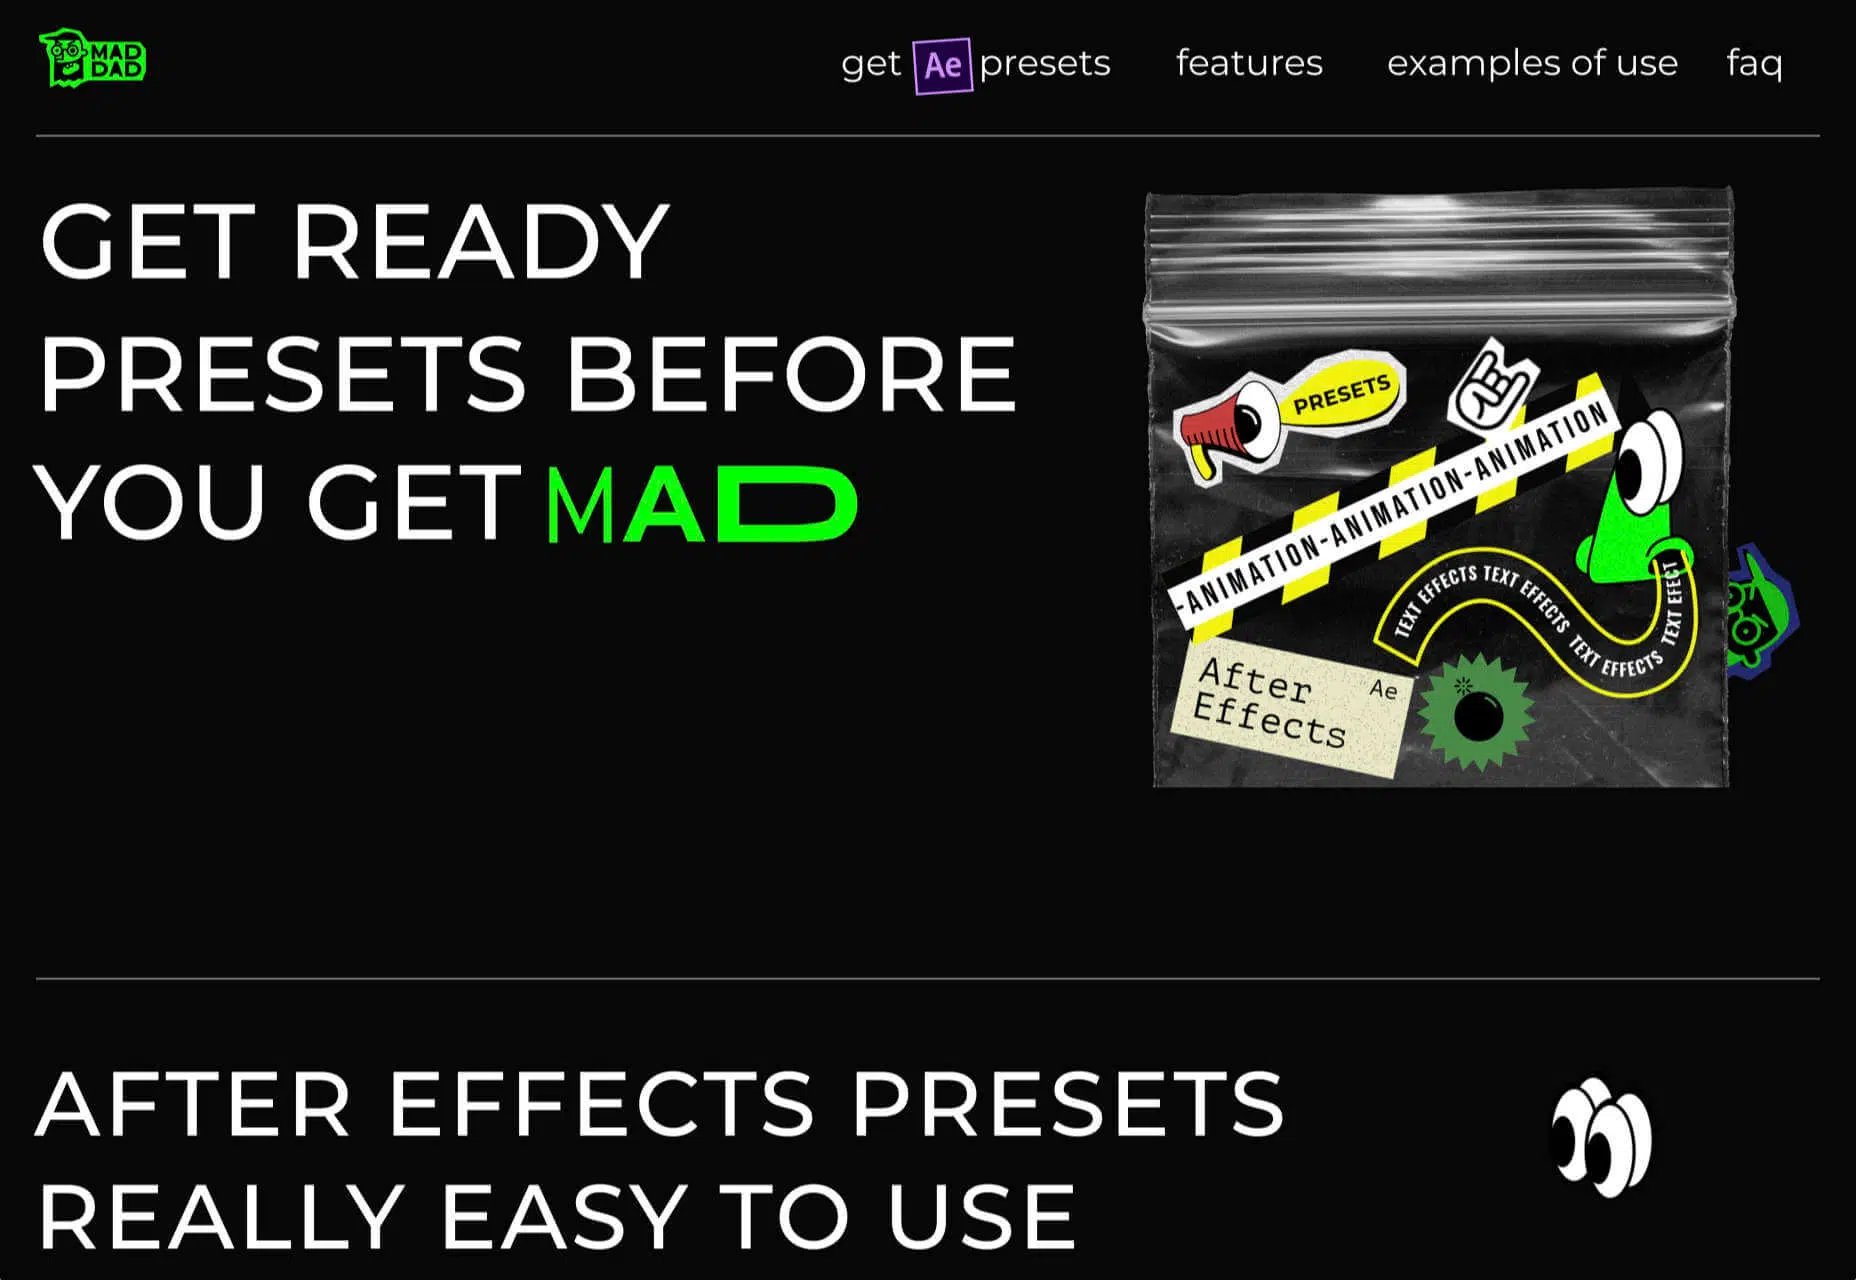 MAD
DAD
get Ae presets features examples of use faq
GET READY
PRESETS BEFORE
YOU GET MAD
PRESETS
-ANIMATION-ANIMATION-ANIMATION
TEXT EFFECTS TEXT EFFECTS TEXT EFFECTS TEXT EFECT
After
Effects
Ae
AFTER EFFECTS PRESETS
REALLY EASY TO USE